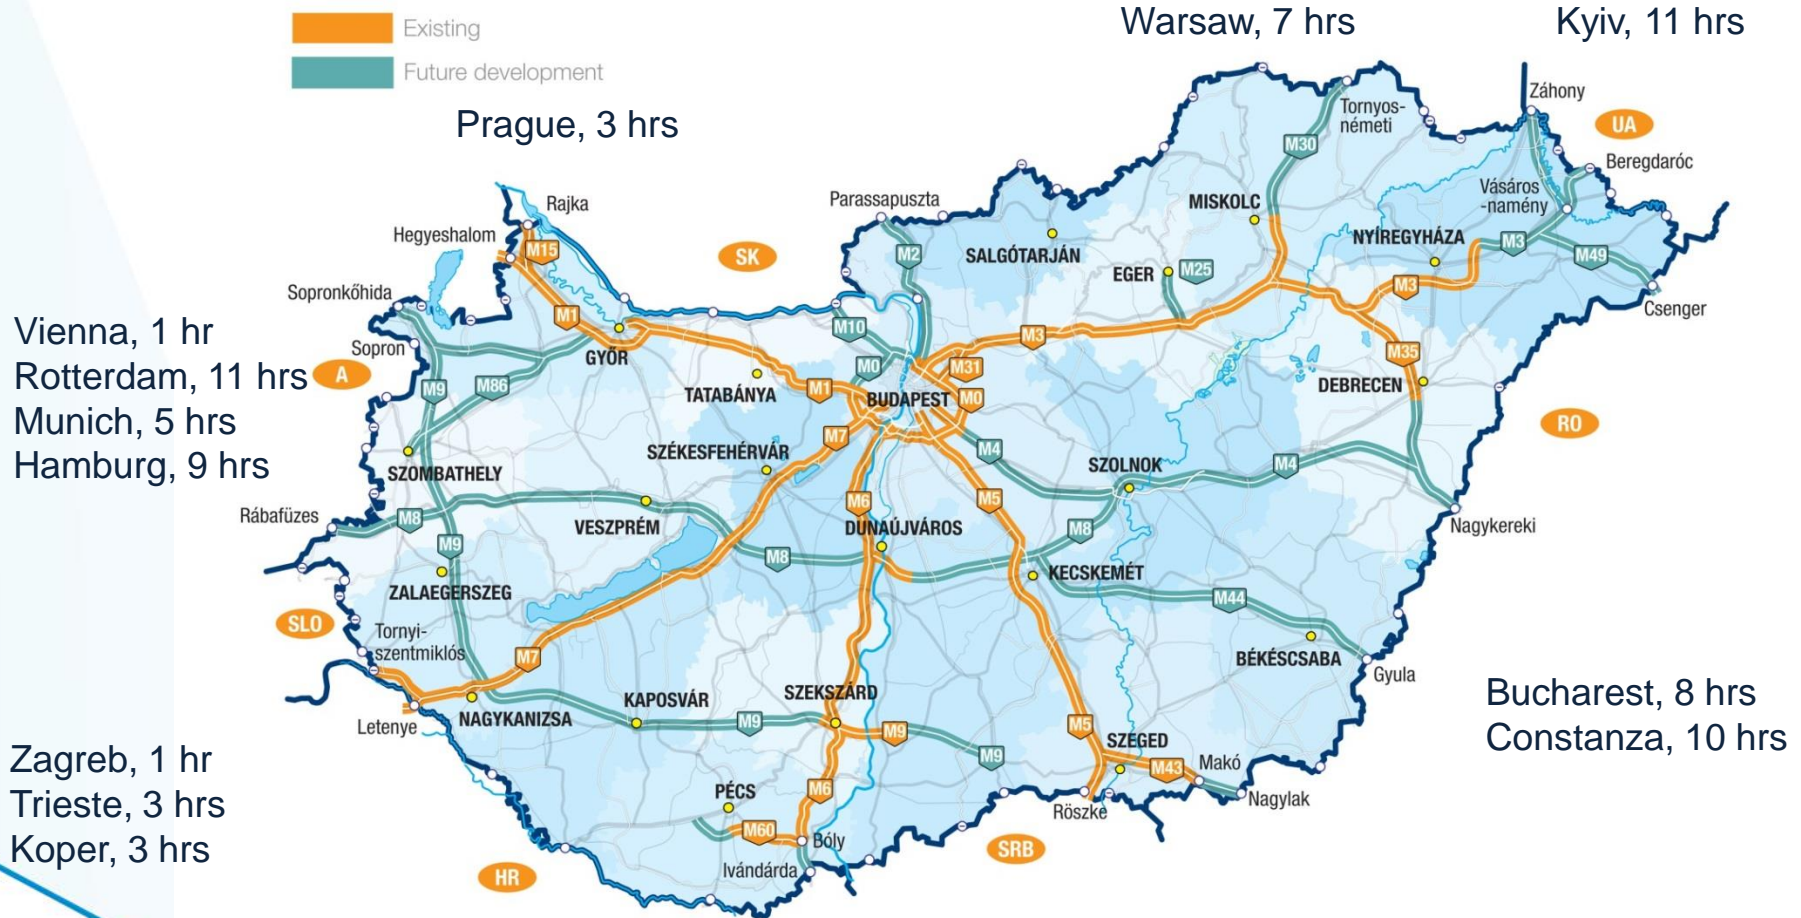 Existing
Future development
Warsaw, 7 hrs
Kyiv, 11 hrs
Prague, 3 hrs
Záhony
UA
Tornyos-
németi
M30
Beregdaróc
Vásáros
-namény
Rajka
Parassapuszta
MISKOLC
Hegyeshalom
M15
SK
M2
SALGÓTARJÁN
NYÍREGYHÁZA
M3
M49
EGER
M25
Sopronkőhida
M1
M10
M3
M3
Csenger
Vienna, 1 hr
Rotterdam, 11 hrs
Munich, 5 hrs
Hamburg, 9 hrs
Sopron
A
GYŐR
M0
M31
M35
M9
M86
TATABÁNYA
M1
BUDAPEST
M0
DEBRECEN
RO
M7
SZÉKESFEHÉRVÁR
M4
SZOLNOK
M4
SZOMBATHELY
M6
M5
Rábafüzes
M8
VESZPRÉM
DUNAÚJVÁROS
M8
Nagykereki
M9
M8
KECSKEMÉT
ZALAEGERSZEG
M44
SLO
Tornyi-
szentmiklós
M7
BÉKÉSCSABA
Gyula
Letenye
NAGYKANIZSA
KAPOSVÁR
M9
SZEKSZÁRD
M9
M9
M5
SZEGED
M43
Makó
Nagylak
Röszke
Bucharest, 8 hrs
Constanza, 10 hrs
Zagreb, 1 hr
Trieste, 3 hrs
Koper, 3 hrs
PÉCS
M6
M60
Bóly
Ivándárda
HR
SRB